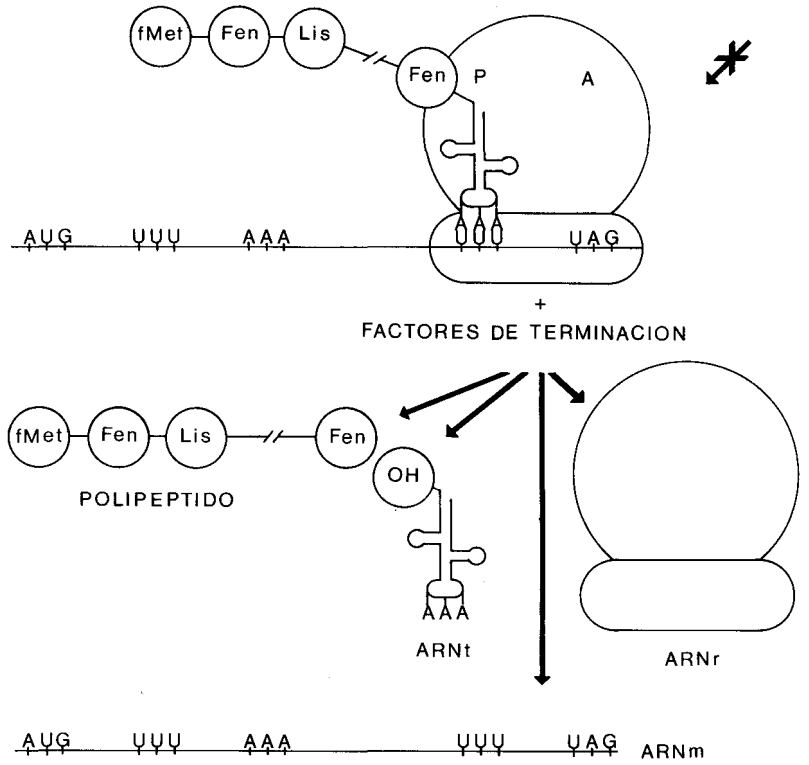 fMet Fen Lis
Fen P A
AUG UUU AAA A A A UAG
+
FACTORES DE TERMINACION
fMet Fen Lis Fen
OH
POLIPEPTIDO
AAA
ARNt
ARNr
AUG UUU AAA UUU UAG ARNm